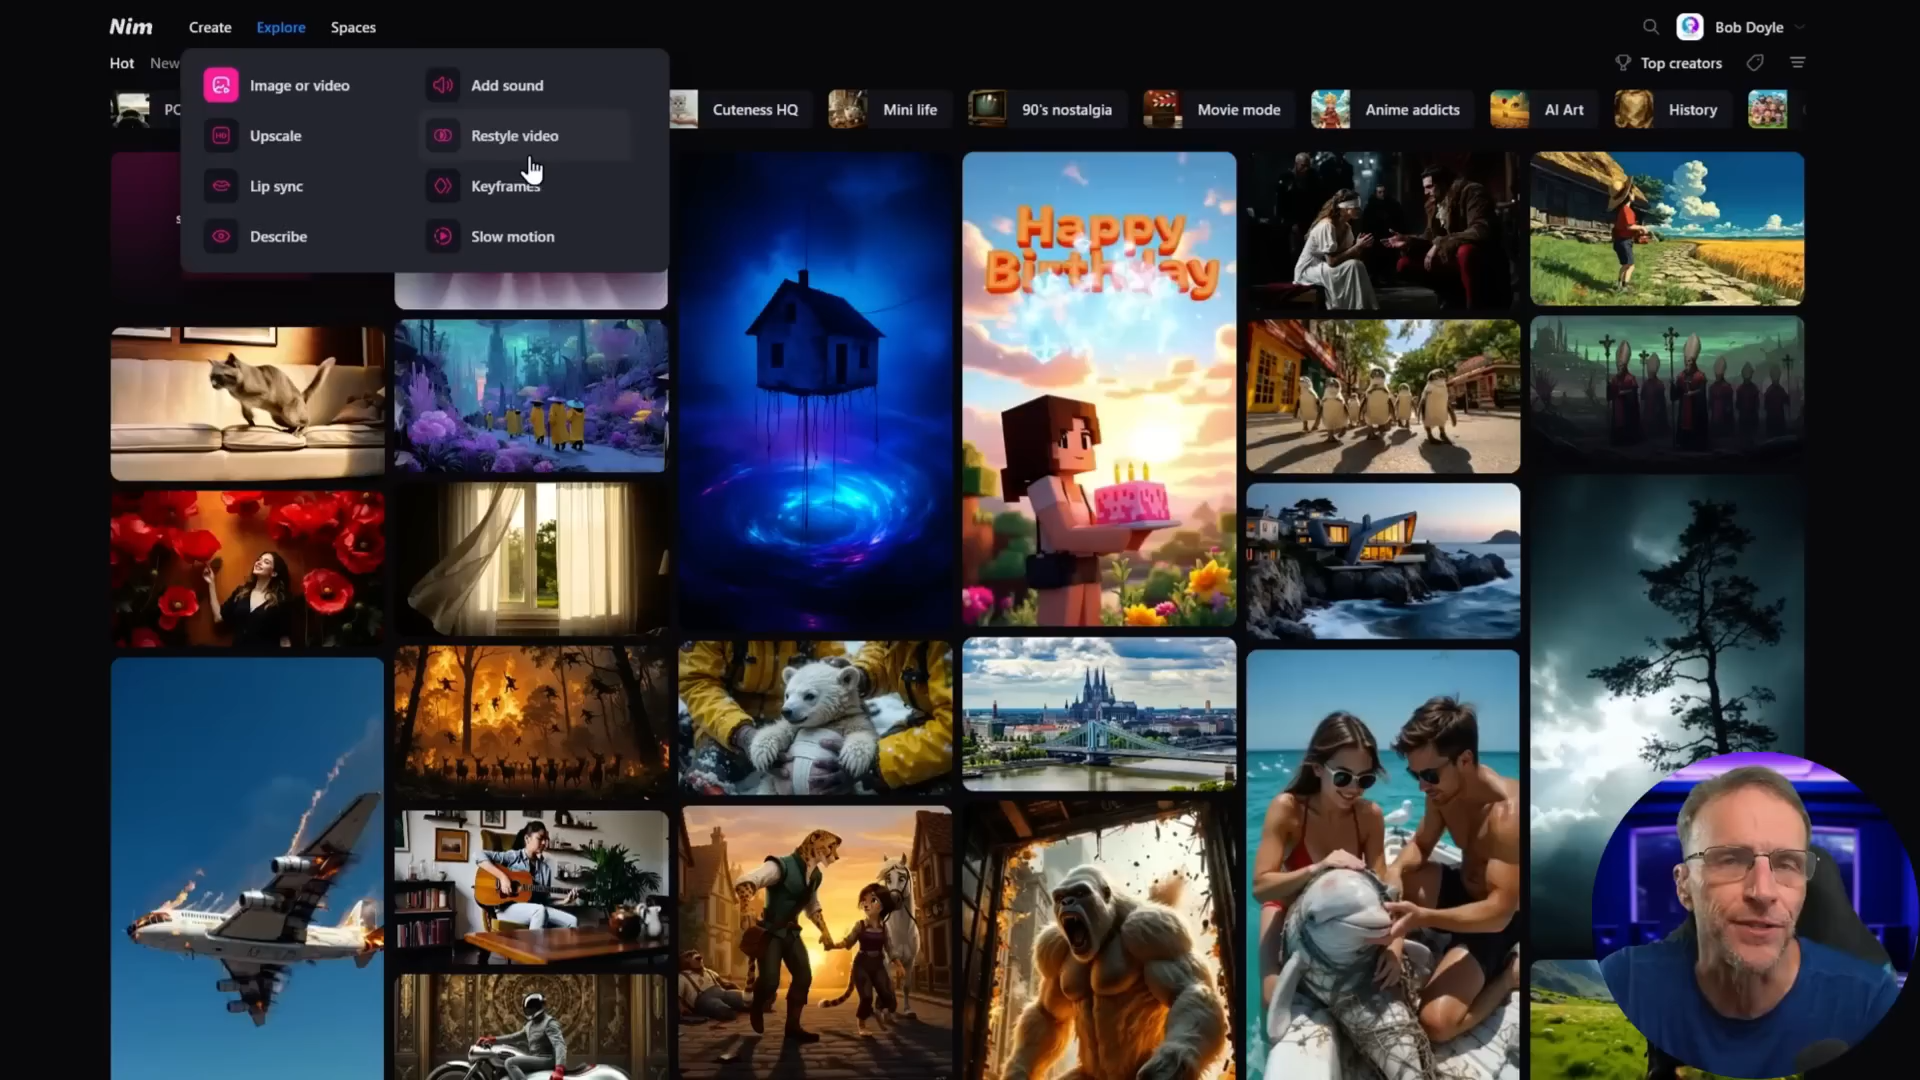 Nim Create Explore Spaces Bob Doyle
Hot New Top creators
Image or video Add sound
Upscale Restyle video
Lip sync Keyframes
Describe Slow motion
Cuteness HQ Mini life 90's nostalgia Movie mode Anime addicts AI Art History
Happy
Birthday